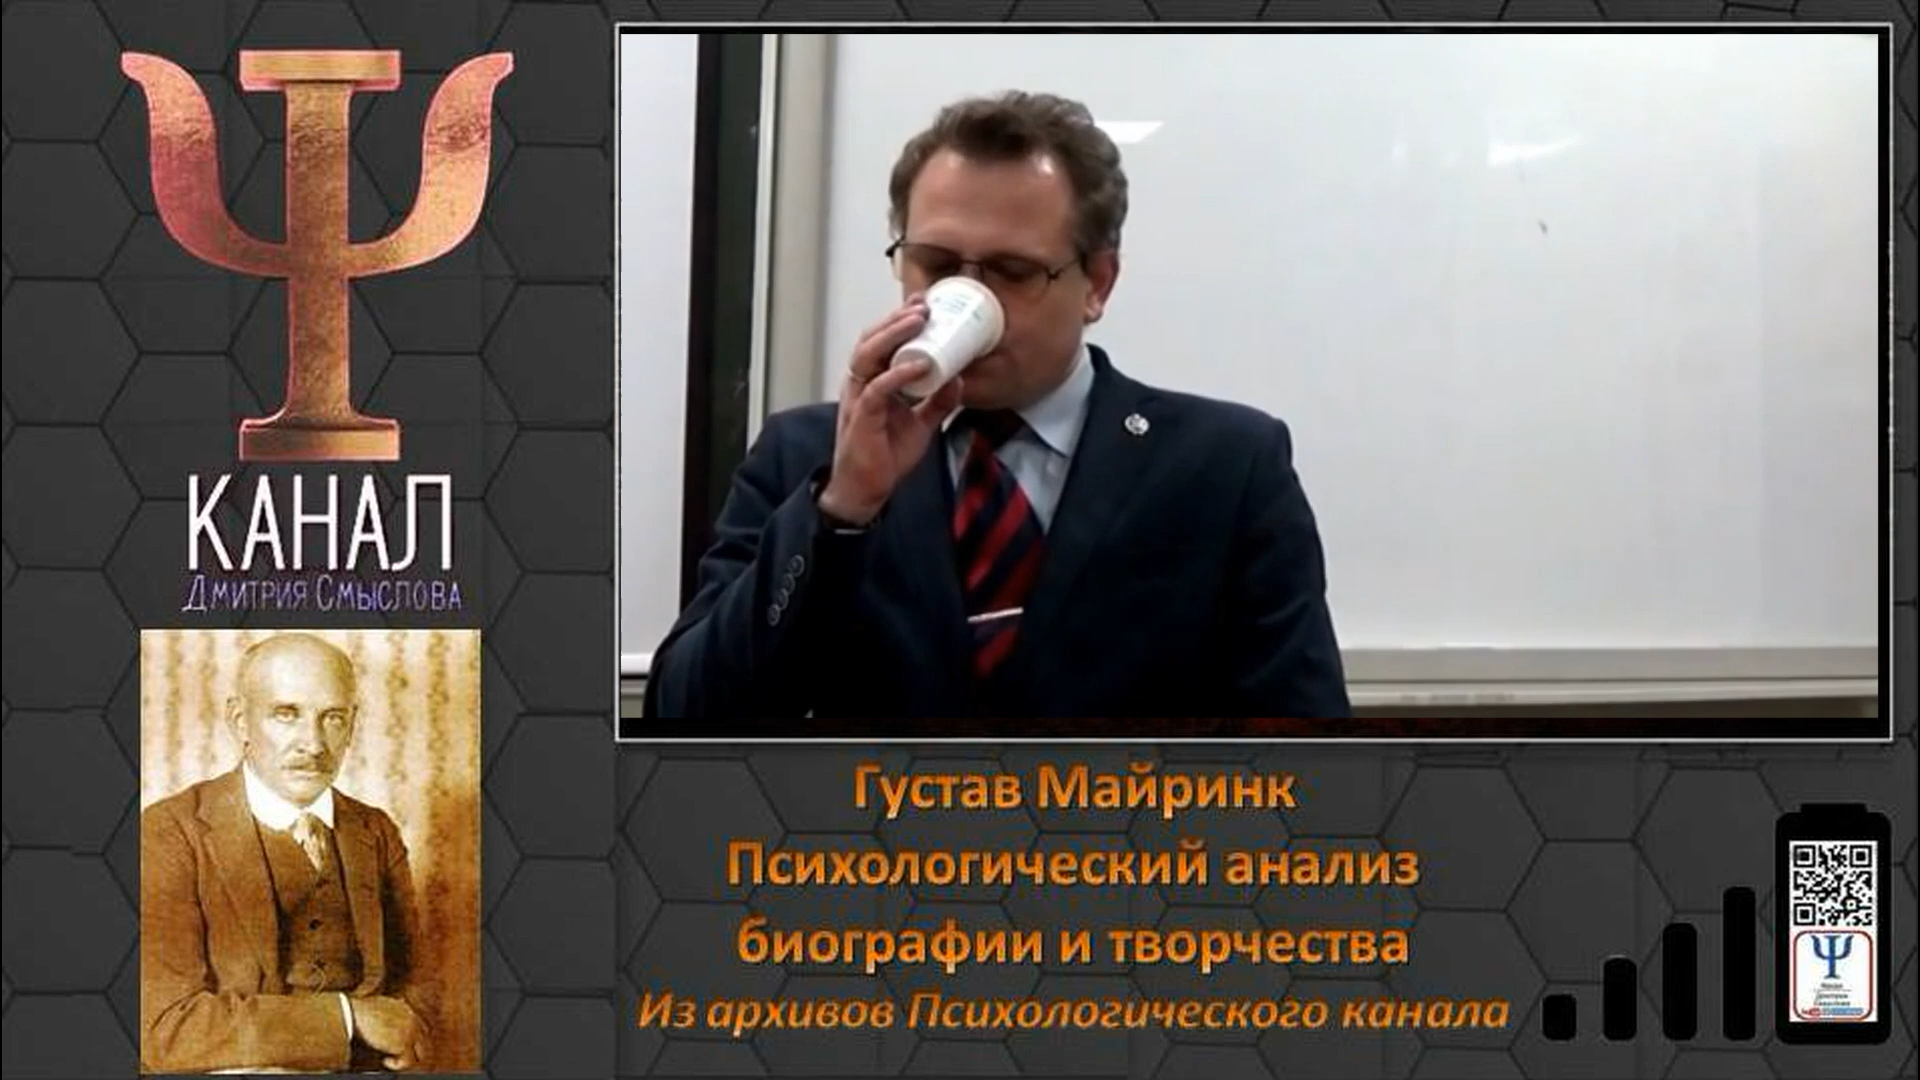 Ψ
КАНАЛ
Дмитрия Смыслова
Густав Майринк
Психологический анализ
биографии и творчества
Из архивов Психологического канала
Ψ